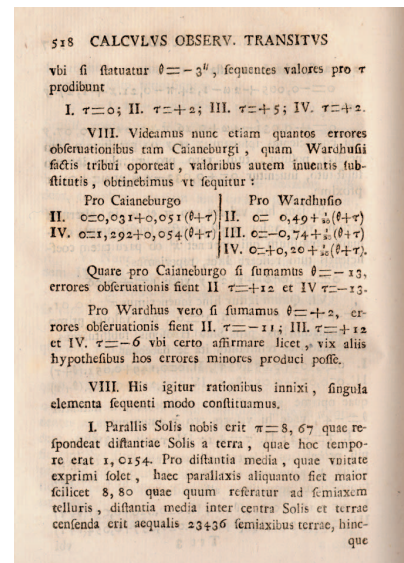 518 CALCVLVS OBSERV. TRANSITVS
vbi ſi ſtatuatur θ=−3″, ſequentes valores pro τ
prodibunt
I. τ=0; II. τ=+2; III. τ=+5; IV. τ=+2.
VIII. Videamus nunc etiam quantos errores
obſeruationibus tam Caianeburgi, quam Wardhuſii
factis tribui oporteat, valoribus autem inuentis ſub-
ſtitutis, obtinebimus vt ſequitur:
Pro Caianeburgo
II. 0=0,031+0,051(θ+τ)
IV. 0=1,292+0,054(θ+τ)
Pro Wardhuſio
II. 0= 0,49+(θ+τ)
III. 0=−0,74+(θ+τ)
IV. 0=+0,20+(θ+τ).
Quare pro Caianeburgo ſi ſumamus θ=−13,
errores obſeruationis fient II τ=+12 et IV τ=−13.
Pro Wardhus vero ſi ſumamus θ=+2, er-
rores obſeruationis fient II. τ=−11; III. τ=+12
et IV. τ=−6 vbi certo affirmare licet, vix aliis
hypotheſibus hos errores minores produci poſſe.
VIII. His igitur rationibus innixi, ſingula
elementa ſequenti modo conſtituamus.
I. Parallis Solis nobis erit π=8,67 quae re-
ſpondeat diſtantiae Solis a terra, quae hoc tempo-
re erat 1,0154. Pro diſtantia media, quae vnitate
exprimi ſolet, haec parallaxis aliquanto fiet maior
ſcilicet 8,80 quae quum referatur ad ſemiaxem
telluris, diſtantia media inter centra Solis et terrae
cenſenda erit aequalis 23436 ſemiaxibus terrae, hinc-
que